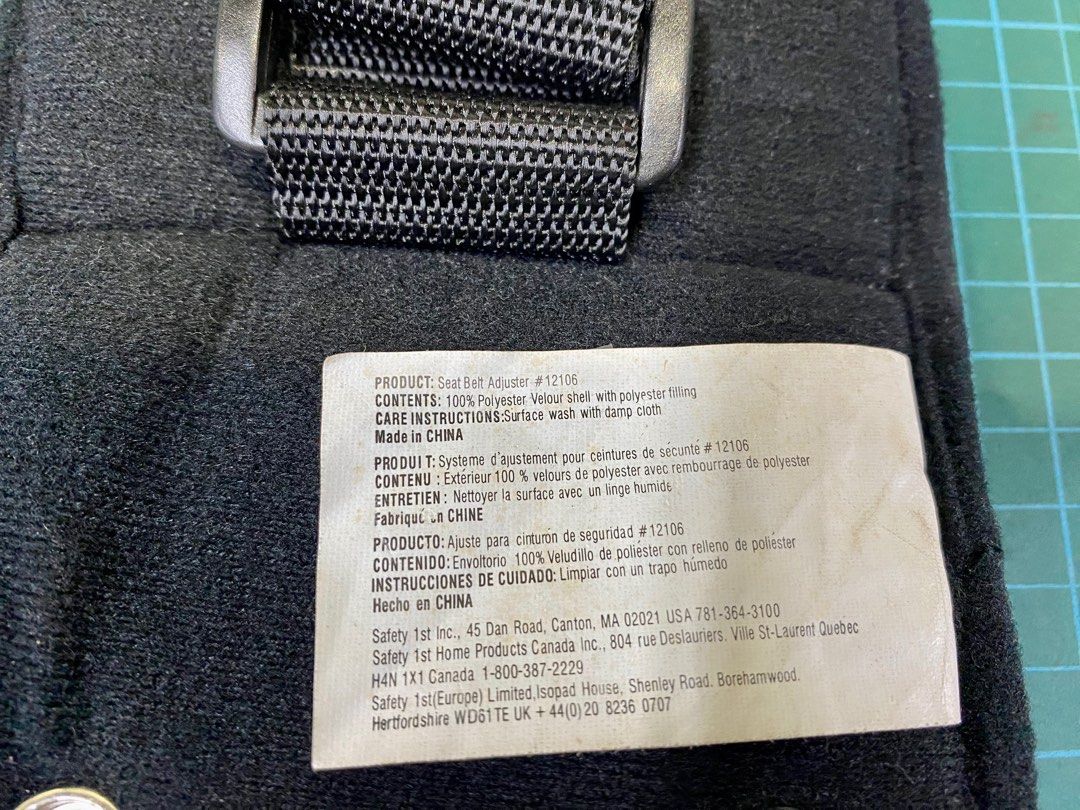 PRODUCT: Seat Belt Adjuster #12106
CONTENTS: 100% Polyester Velour shell with polyester filling
CARE INSTRUCTIONS:Surface wash with damp cloth
Made in CHINA
PRODUI T: Systeme d'ajustement pour ceintures de sécunté #12106
CONTENU : Extérieur 100 % velours de polyester avec rembourrage de polyester
ENTRETIEN : Nettoyer la surface avec un linge humide
Fabriqué en CHINE
PRODUCTO: Ajuste para cinturón de seguridad #12106
CONTENIDO: Envoltorio 100% Veludillo de poliéster con relleno de poliéster
INSTRUCCIONES DE CUIDADO: Limpiar con un trapo húmedo
Hecho en CHINA
Safety 1st Inc., 45 Dan Road, Canton, MA 02021 USA 781-364-3100
Safety 1st Home Products Canada Inc., 804 rue Deslauriers. Ville St-Laurent Quebec
H4N 1X1 Canada 1-800-387-2229
Safety 1st(Europe) Limited,Isopad House, Shenley Road. Borehamwood.
Hertfordshire WD61TE UK + 44(0)20 8236 0707